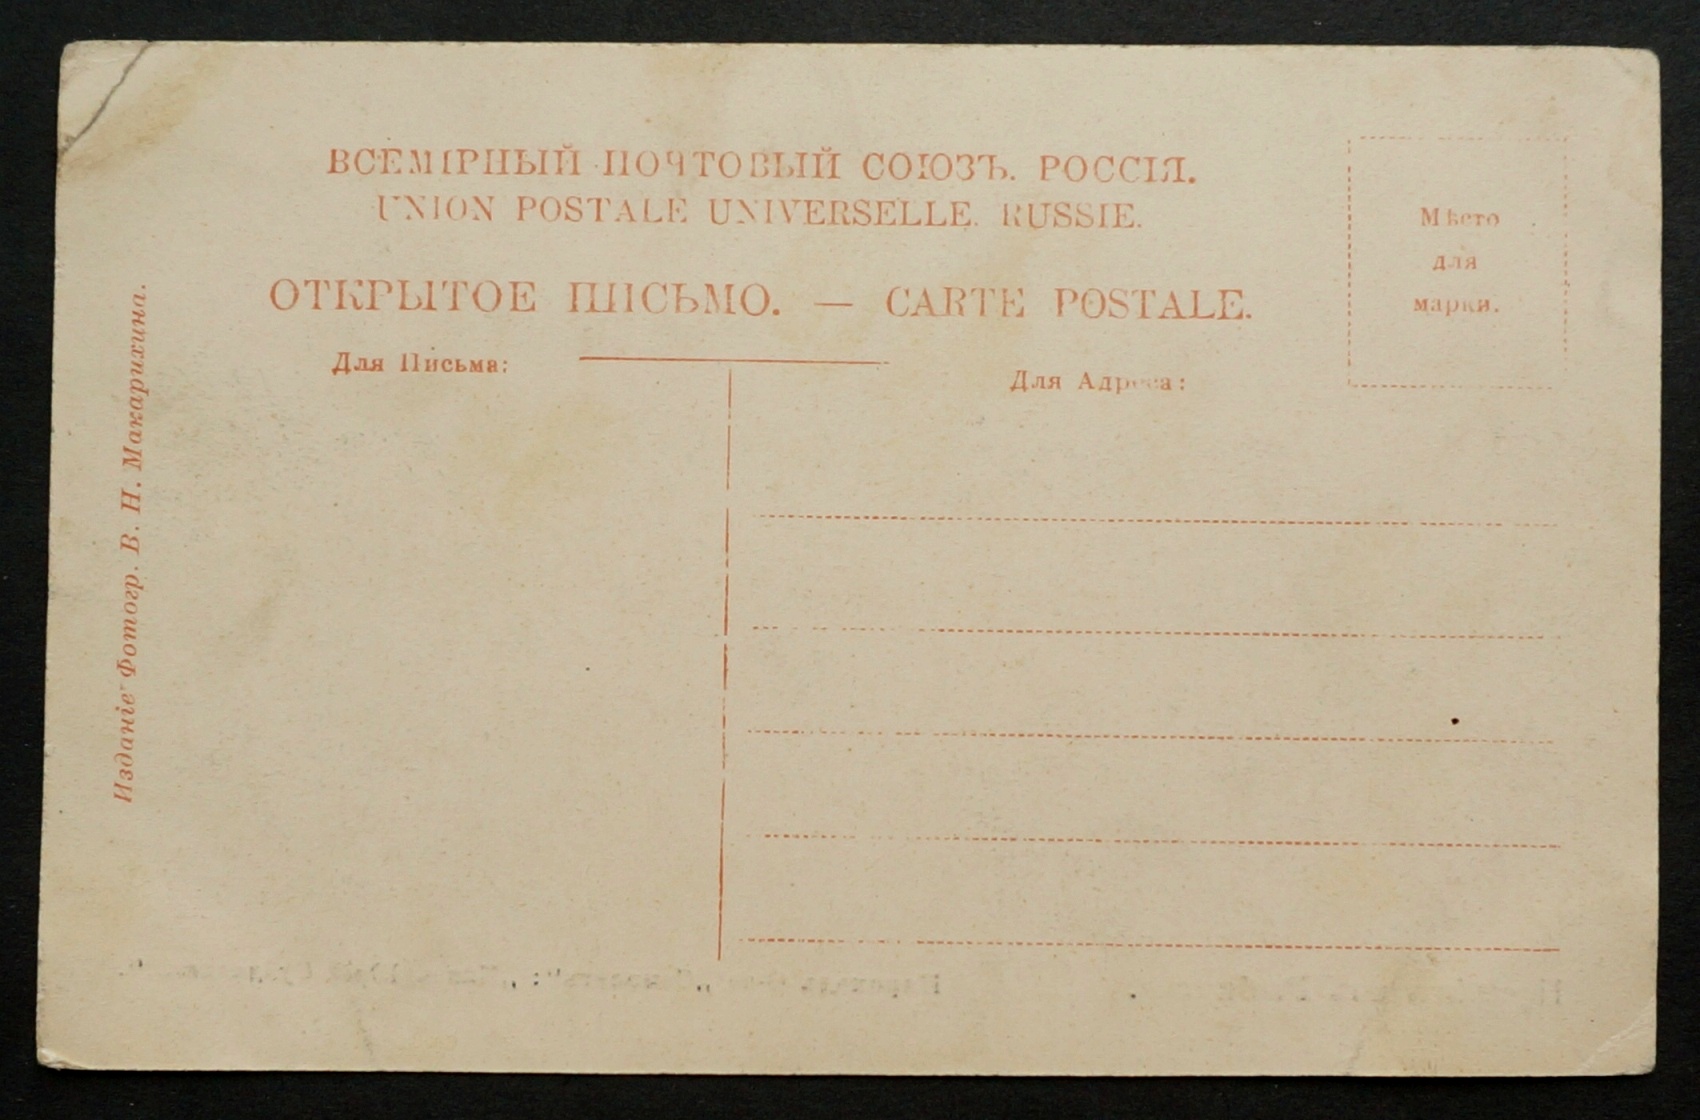 ВСЕМІРНЫЙ ПОЧТОВЫЙ СОЮЗЪ. РОССІЯ.
UNION POSTALE UNIVERSELLE. RUSSIE.
ОТКРЫТОЕ ПИСЬМО. — CARTE POSTALE.
Мѣсто
для
марки.
Для Письма:
Для Адреса:
Изданіе Фотогр. В. Н. Макарихина.